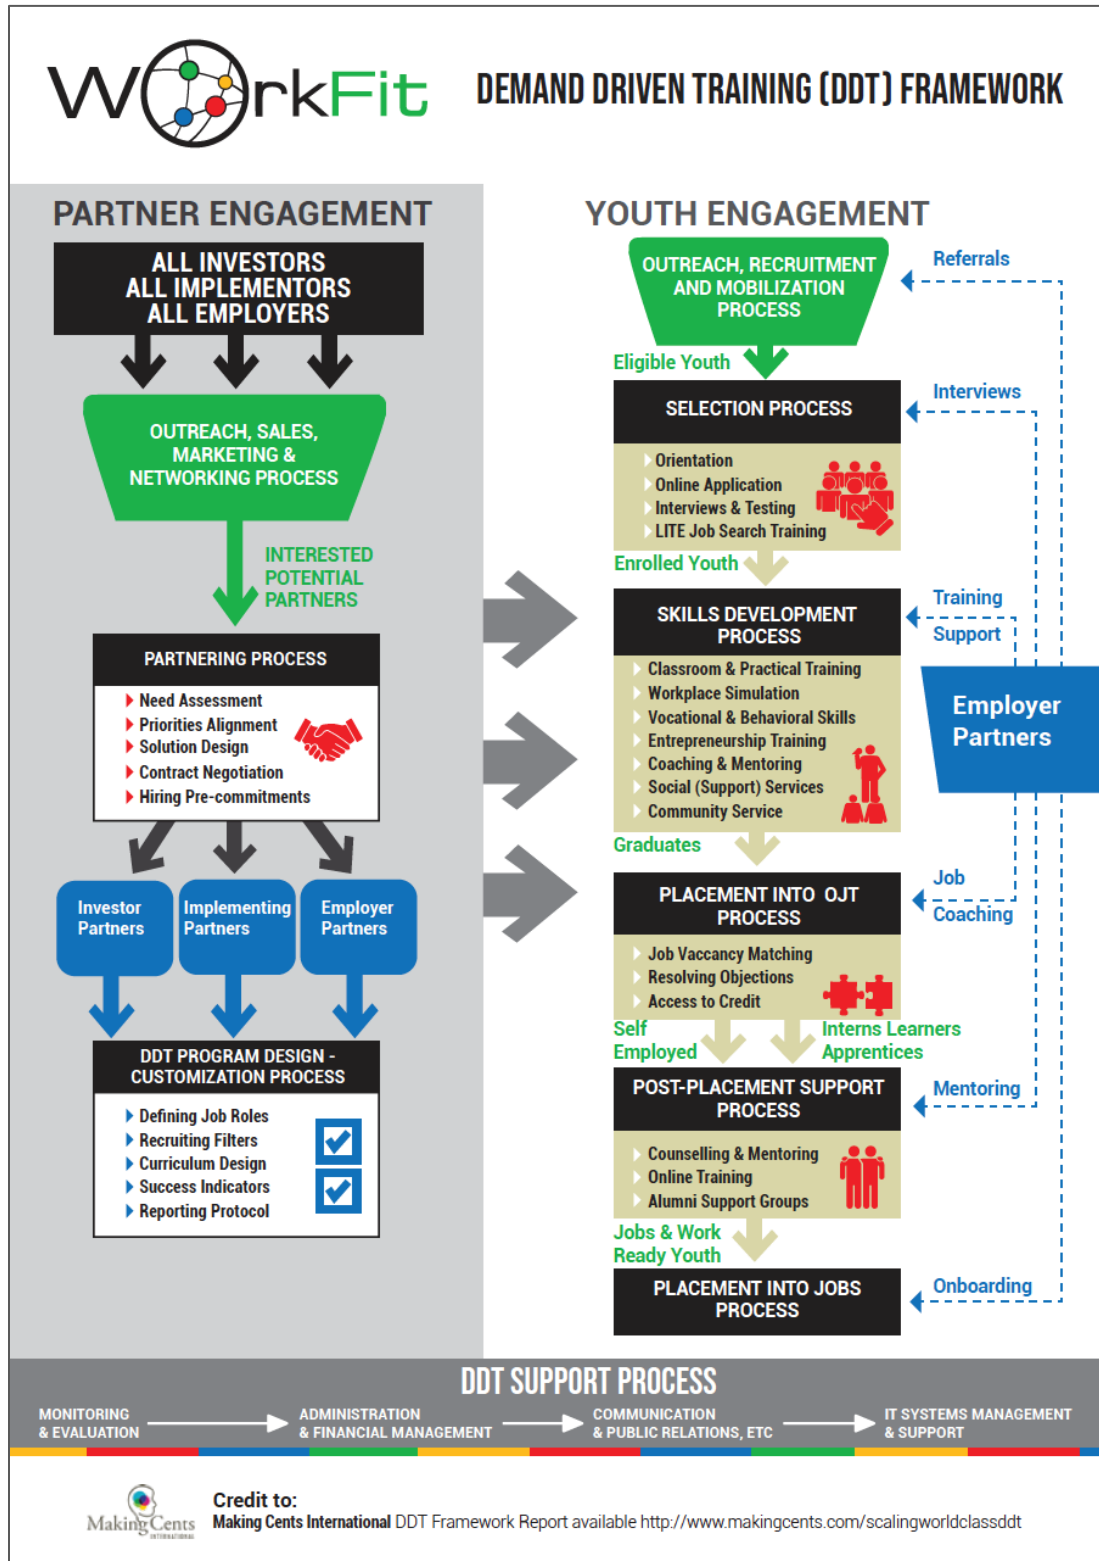 WorkFit
DEMAND DRIVEN TRAINING (DDT) FRAMEWORK
PARTNER ENGAGEMENT
ALL INVESTORS
ALL IMPLEMENTORS
ALL EMPLOYERS
OUTREACH, SALES,
MARKETING &
NETWORKING PROCESS
INTERESTED
POTENTIAL
PARTNERS
PARTNERING PROCESS
Need Assessment
Priorities Alignment
Solution Design
Contract Negotiation
Hiring Pre-commitments
Investor
Partners
Implementing
Partners
Employer
Partners
DDT PROGRAM DESIGN -
CUSTOMIZATION PROCESS
Defining Job Roles
Recruiting Filters
Curriculum Design
Success Indicators
Reporting Protocol
YOUTH ENGAGEMENT
OUTREACH, RECRUITMENT
AND MOBILIZATION
PROCESS
Referrals
Eligible Youth
SELECTION PROCESS
Interviews
Orientation
Online Application
Interviews & Testing
LITE Job Search Training
Enrolled Youth
SKILLS DEVELOPMENT
PROCESS
Training
Support
Classroom & Practical Training
Workplace Simulation
Vocational & Behavioral Skills
Entrepreneurship Training
Coaching & Mentoring
Social (Support) Services
Community Service
Employer
Partners
Graduates
PLACEMENT INTO OJT
PROCESS
Job
Coaching
Job Vaccancy Matching
Resolving Objections
Access to Credit
Self
Employed
Interns Learners
Apprentices
POST-PLACEMENT SUPPORT
PROCESS
Mentoring
Counselling & Mentoring
Online Training
Alumni Support Groups
Jobs & Work
Ready Youth
PLACEMENT INTO JOBS
PROCESS
Onboarding
DDT SUPPORT PROCESS
MONITORING
& EVALUATION
ADMINISTRATION
& FINANCIAL MANAGEMENT
COMMUNICATION
& PUBLIC RELATIONS, ETC
IT SYSTEMS MANAGEMENT
& SUPPORT
Making Cents
INTERNATIONAL
Credit to:
Making Cents International DDT Framework Report available http://www.makingcents.com/scalingworldclassddt